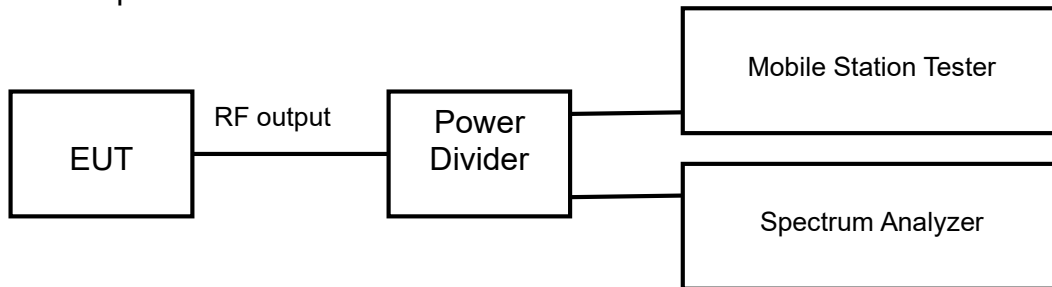 EUT
RF output
Power
Divider
Mobile Station Tester
Spectrum Analyzer